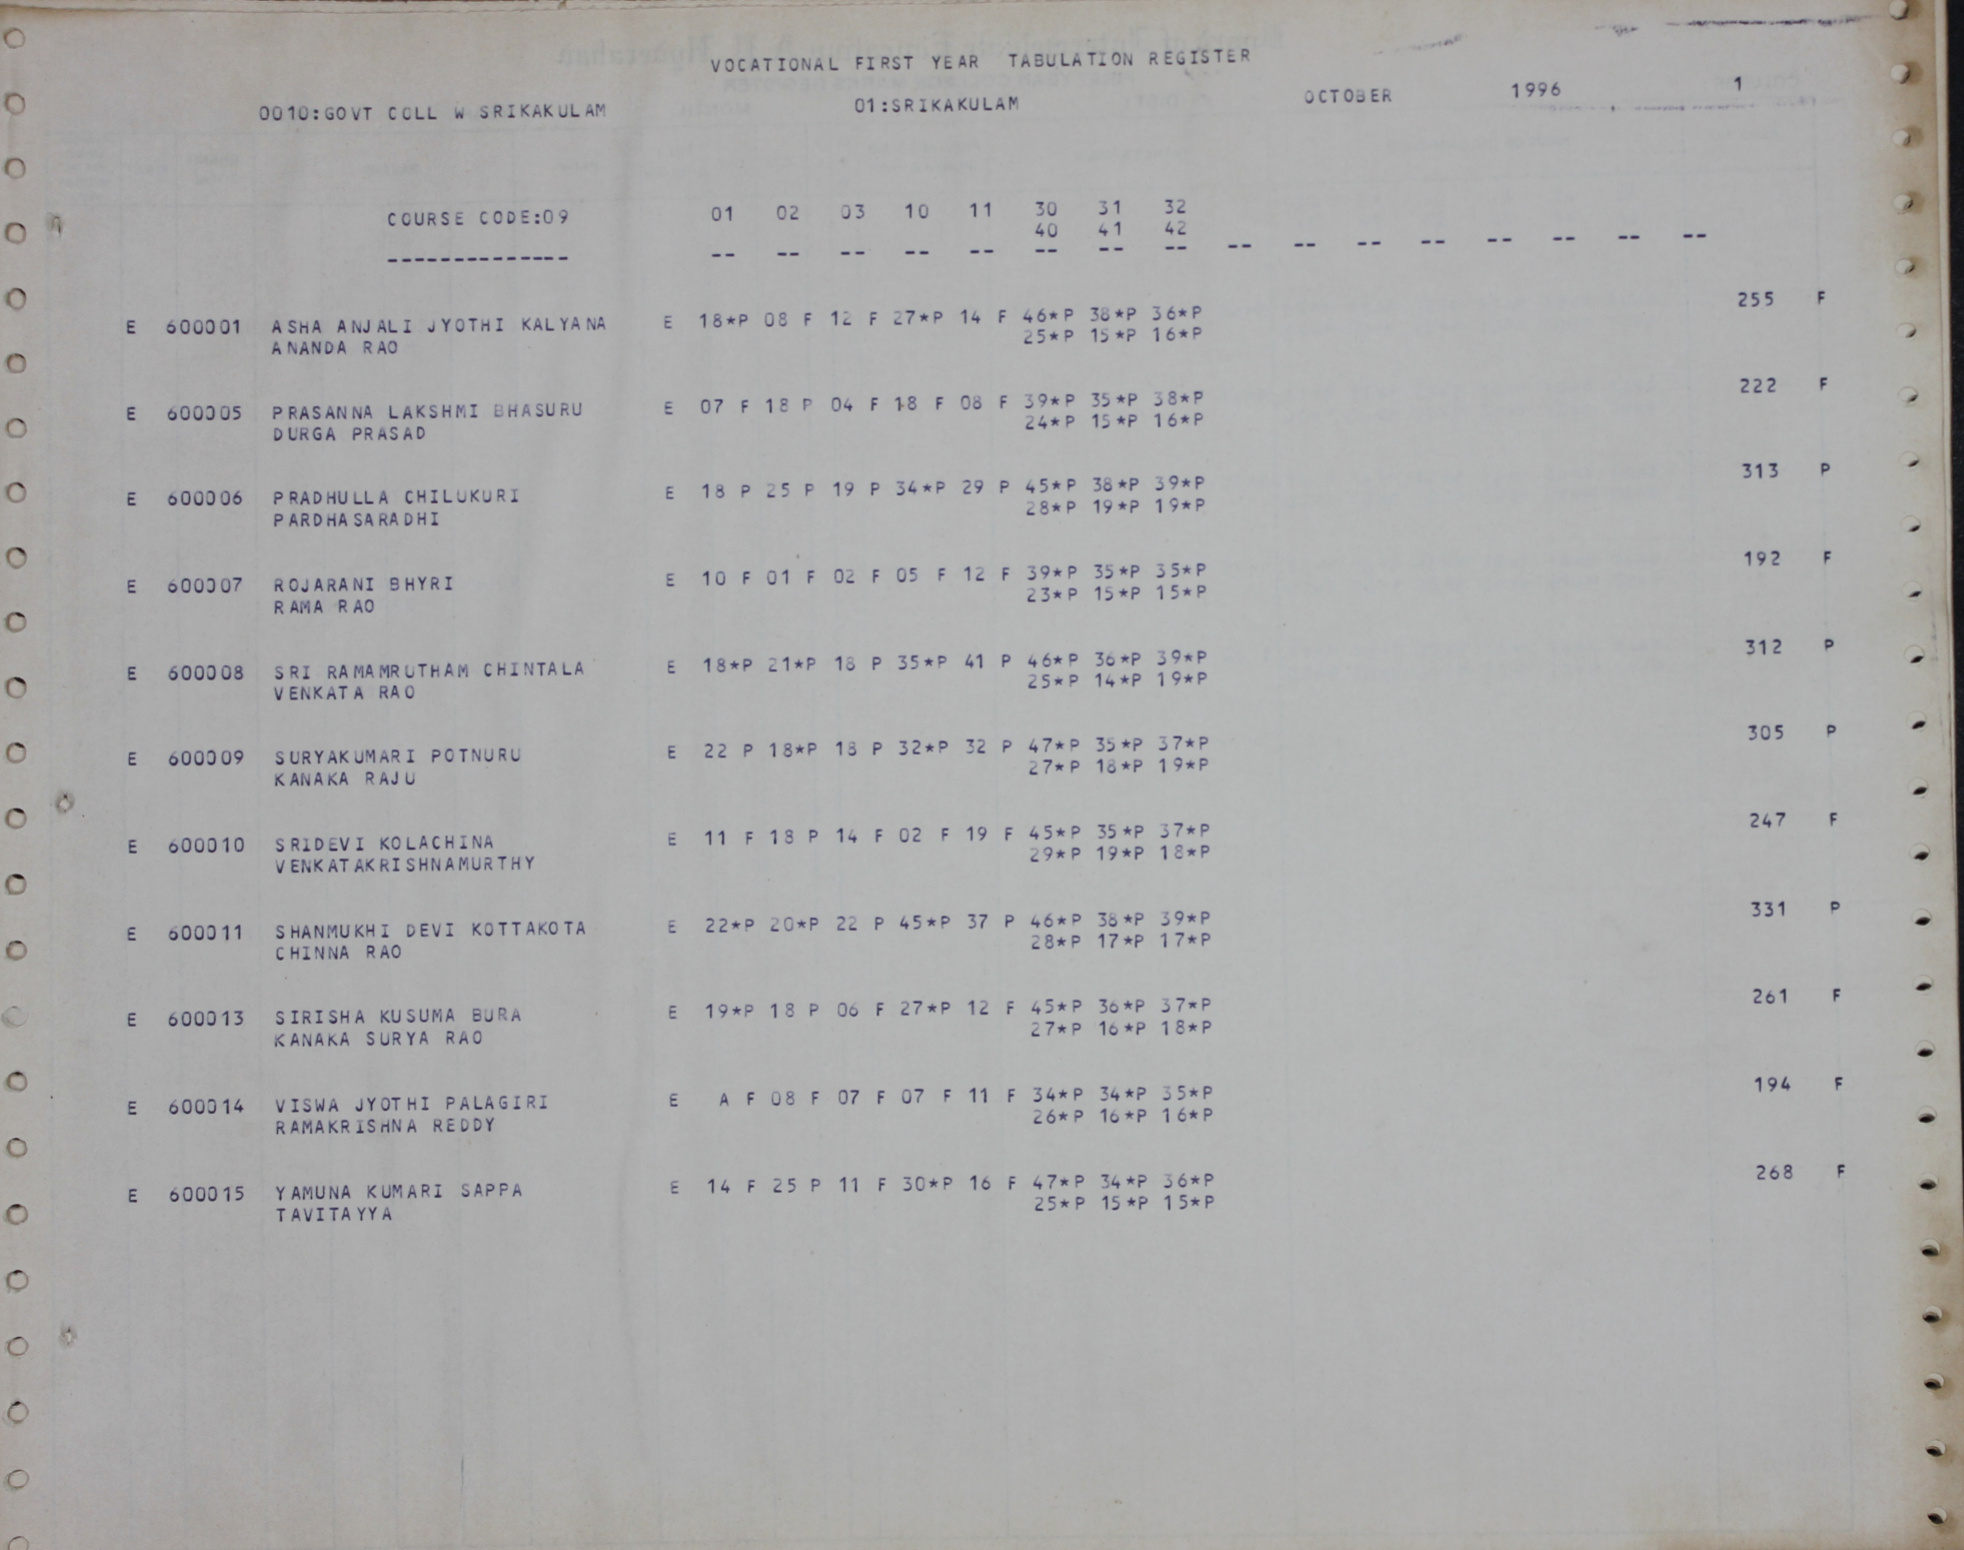 VOCATIONAL FIRST YEAR TABULATION REGISTER
0010:GOVT COLL W SRIKAKULAM 01:SRIKAKULAM OCTOBER 1996 1
COURSE CODE:09 01 02 03 10 11 30 31 32
40 41 42
-------------- -- -- -- -- -- -- -- -- -- -- -- -- -- -- -- --
E 600001 ASHA ANJALI JYOTHI KALYANA E 18*P 08 F 12 F 27*P 14 F 46*P 38*P 36*P 255 F
ANANDA RAO 25*P 15*P 16*P
E 600005 PRASANNA LAKSHMI BHASURU E 07 F 18 P 04 F 18 F 08 F 39*P 35*P 38*P 222 F
DURGA PRASAD 24*P 15*P 16*P
E 600006 PRADHULLA CHILUKURI E 18 P 25 P 19 P 34*P 29 P 45*P 38*P 39*P 313 P
PARDHASARADHI 28*P 19*P 19*P
E 600007 ROJARANI BHYRI E 10 F 01 F 02 F 05 F 12 F 39*P 35*P 35*P 192 F
RAMA RAO 23*P 15*P 15*P
E 600008 SRI RAMAMRUTHAM CHINTALA E 18*P 21*P 18 P 35*P 41 P 46*P 36*P 39*P 312 P
VENKATA RAO 25*P 14*P 19*P
E 600009 SURYAKUMARI POTNURU E 22 P 18*P 18 P 32*P 32 P 47*P 35*P 37*P 305 P
KANAKA RAJU 27*P 18*P 19*P
E 600010 SRIDEVI KOLACHINA E 11 F 18 P 14 F 02 F 19 F 45*P 35*P 37*P 247 F
VENKATAKRISHNAMURTHY 29*P 19*P 18*P
E 600011 SHANMUKHI DEVI KOTTAKOTA E 22*P 20*P 22 P 45*P 37 P 46*P 38*P 39*P 331 P
CHINNA RAO 28*P 17*P 17*P
E 600013 SIRISHA KUSUMA BURA E 19*P 18 P 06 F 27*P 12 F 45*P 36*P 37*P 261 F
KANAKA SURYA RAO 27*P 16*P 18*P
E 600014 VISWA JYOTHI PALAGIRI E A F 08 F 07 F 07 F 11 F 34*P 34*P 35*P 194 F
RAMAKRISHNA REDDY 26*P 16*P 16*P
E 600015 YAMUNA KUMARI SAPPA E 14 F 25 P 11 F 30*P 16 F 47*P 34*P 36*P 268 F
TAVITAYYA 25*P 15*P 15*P